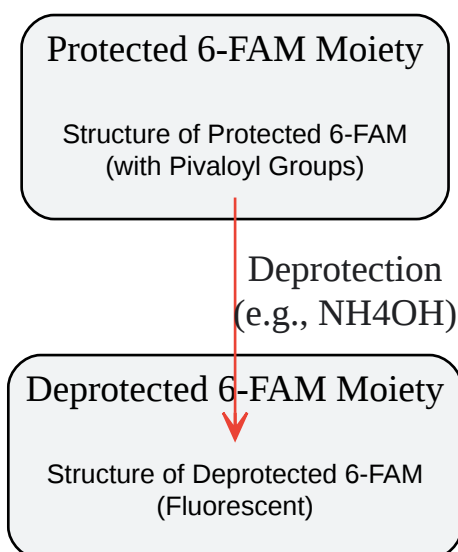 Protected 6-FAM Moiety
Structure of Protected 6-FAM
(with Pivaloyl Groups)
Deprotection
(e.g., NH4OH)
Deprotected 6-FAM Moiety
Structure of Deprotected 6-FAM
(Fluorescent)